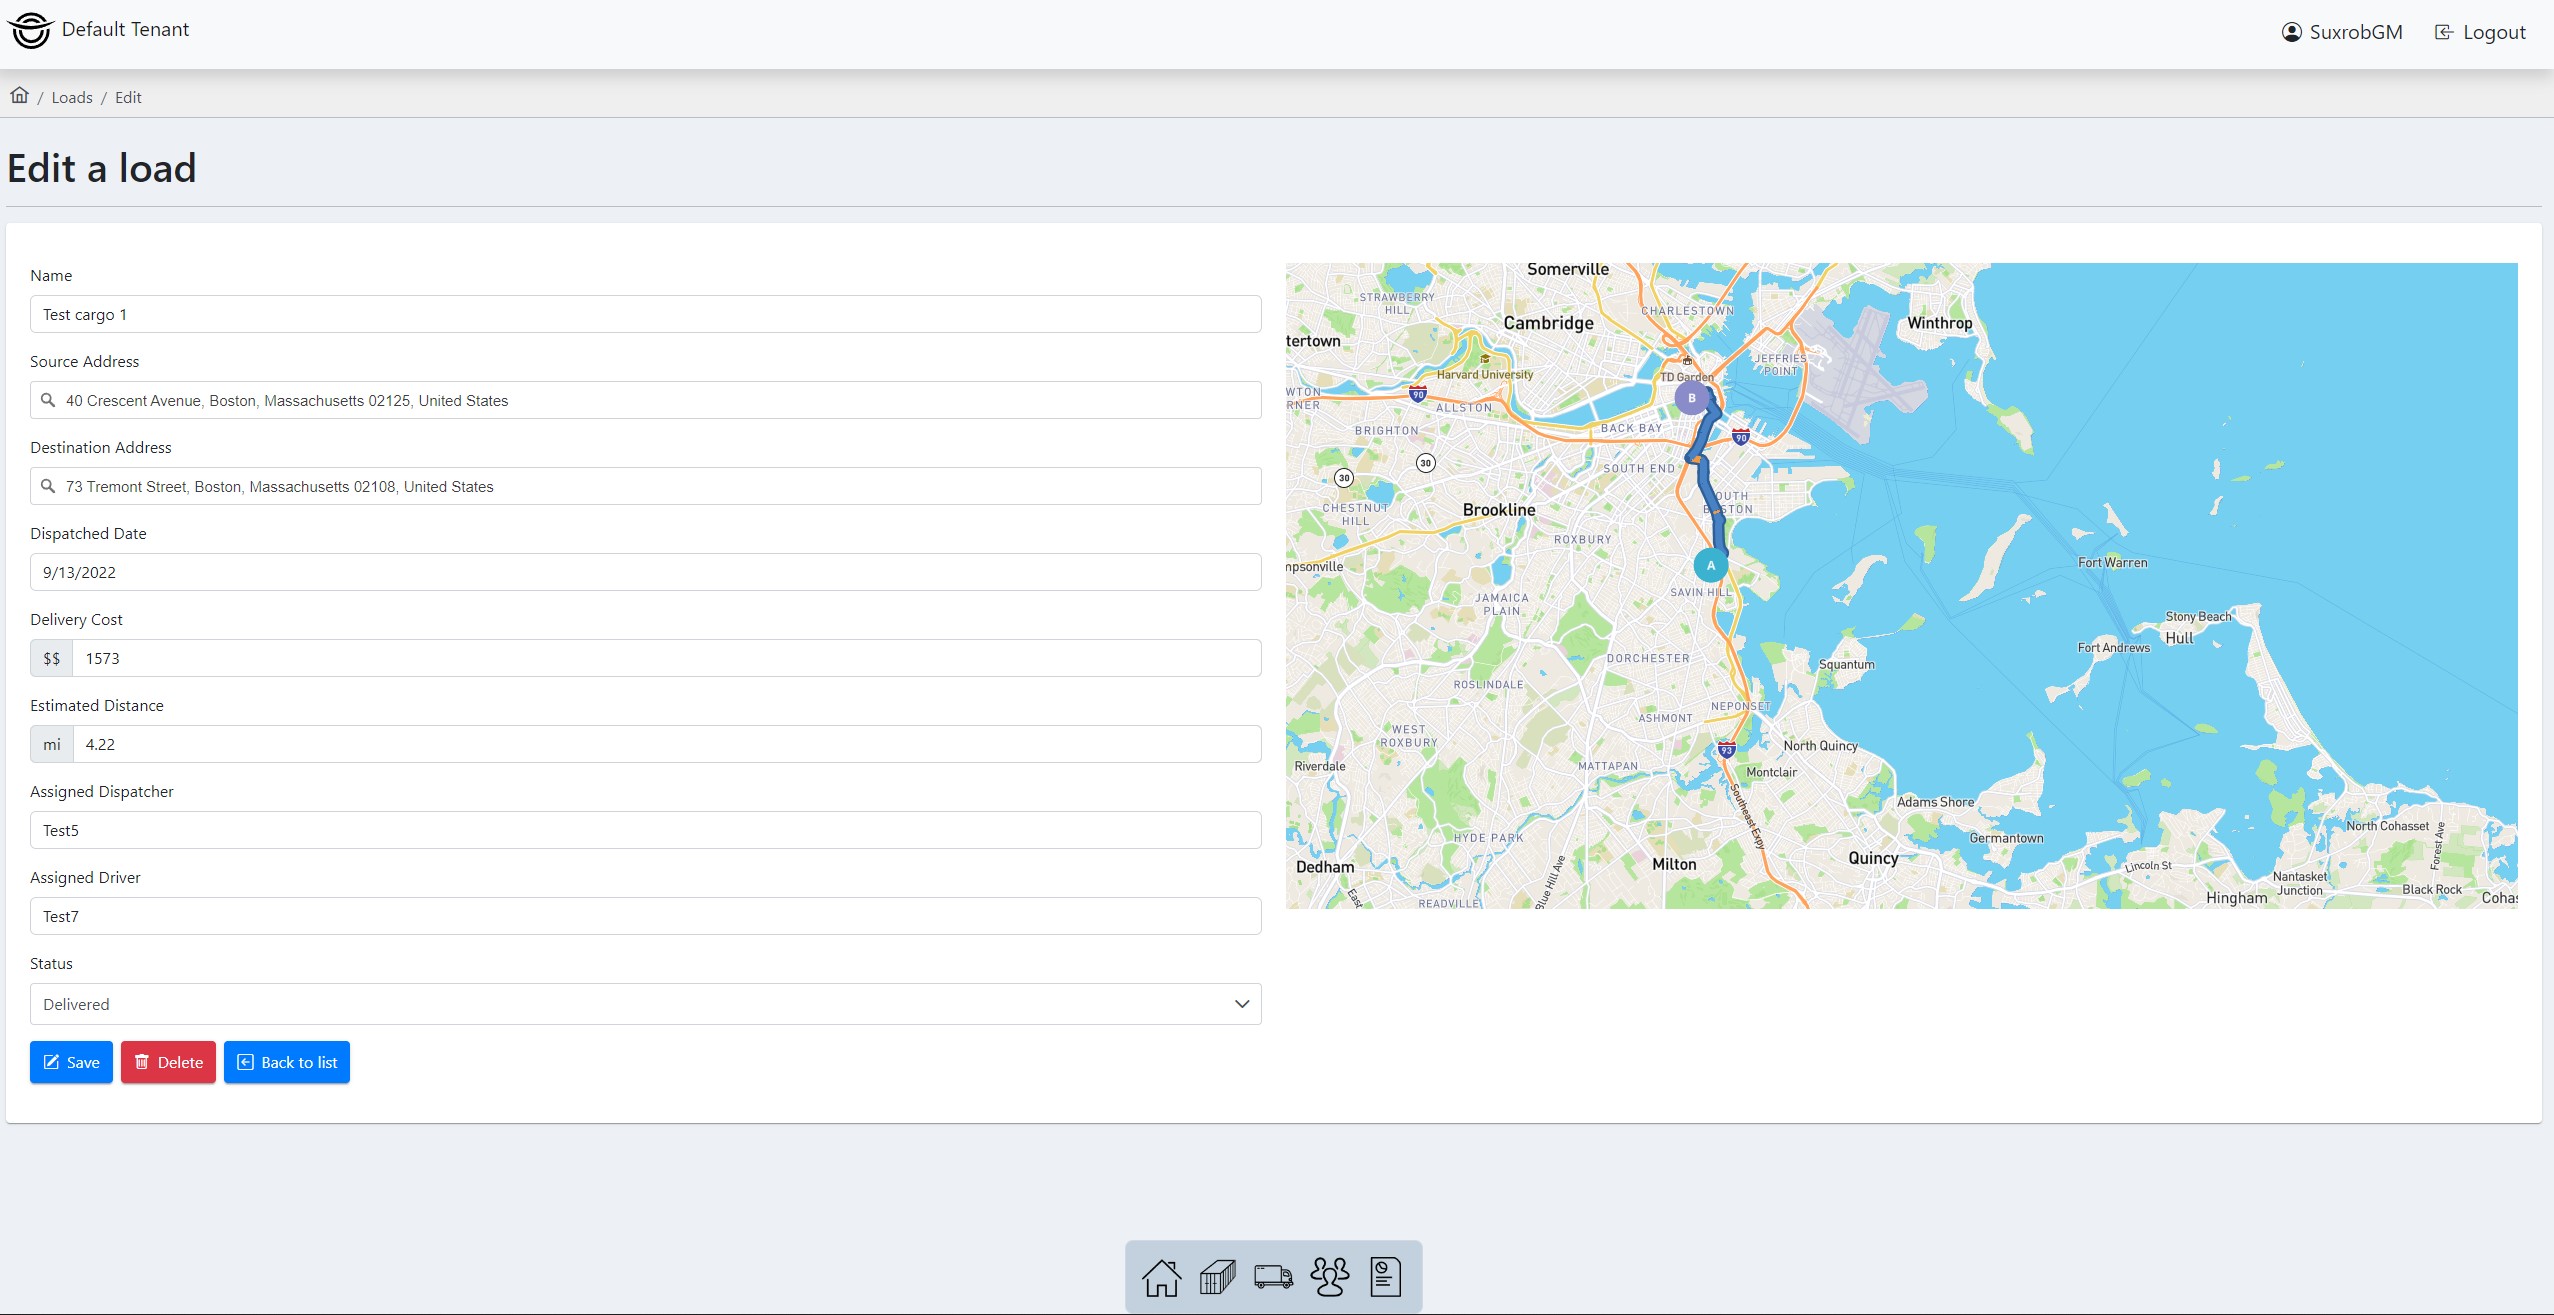 Default Tenant
SuxrobGM
Logout
/ Loads / Edit
Edit a load
Name
Test cargo 1
Source Address
40 Crescent Avenue, Boston, Massachusetts 02125, United States
Destination Address
73 Tremont Street, Boston, Massachusetts 02108, United States
Dispatched Date
9/13/2022
Delivery Cost
$$ 1573
Estimated Distance
mi 4.22
Assigned Dispatcher
Test5
Assigned Driver
Test7
Status
Delivered
Save
Delete
Back to list
Somerville
STRAWBERRY
HILL
CHARLESTOWN
Cambridge
Winthrop
tertown
JEFFRIES
POINT
Harvard University
TD Garden
WTON
RNER
90
B
ALLSTON
BRIGHTON
BACK BAY
90
30
30
SOUTH END
OUTH
BOSTON
CHESTNUT
HILL
Brookline
ROXBURY
mpsonville
A
Fort Warren
SAVIN HILL
JAMAICA
PLAIN
Stony Beach
Hull
Fort Andrews
DORCHESTER
Squantum
ROSLINDALE
NEPONSET
ASHMONT
WEST
ROXBURY
93
North Quincy
Riverdale
MATTAPAN
Montclair
Southeast Expy
Adams Shore
North Cohasset
Forest Ave
HYDE PARK
Germantown
Dedham
Blue Hill Ave
Milton
Quincy
Lincoln St
Nantasket
Junction
Black Rock
East
READVILLE
Hingham
Cohas